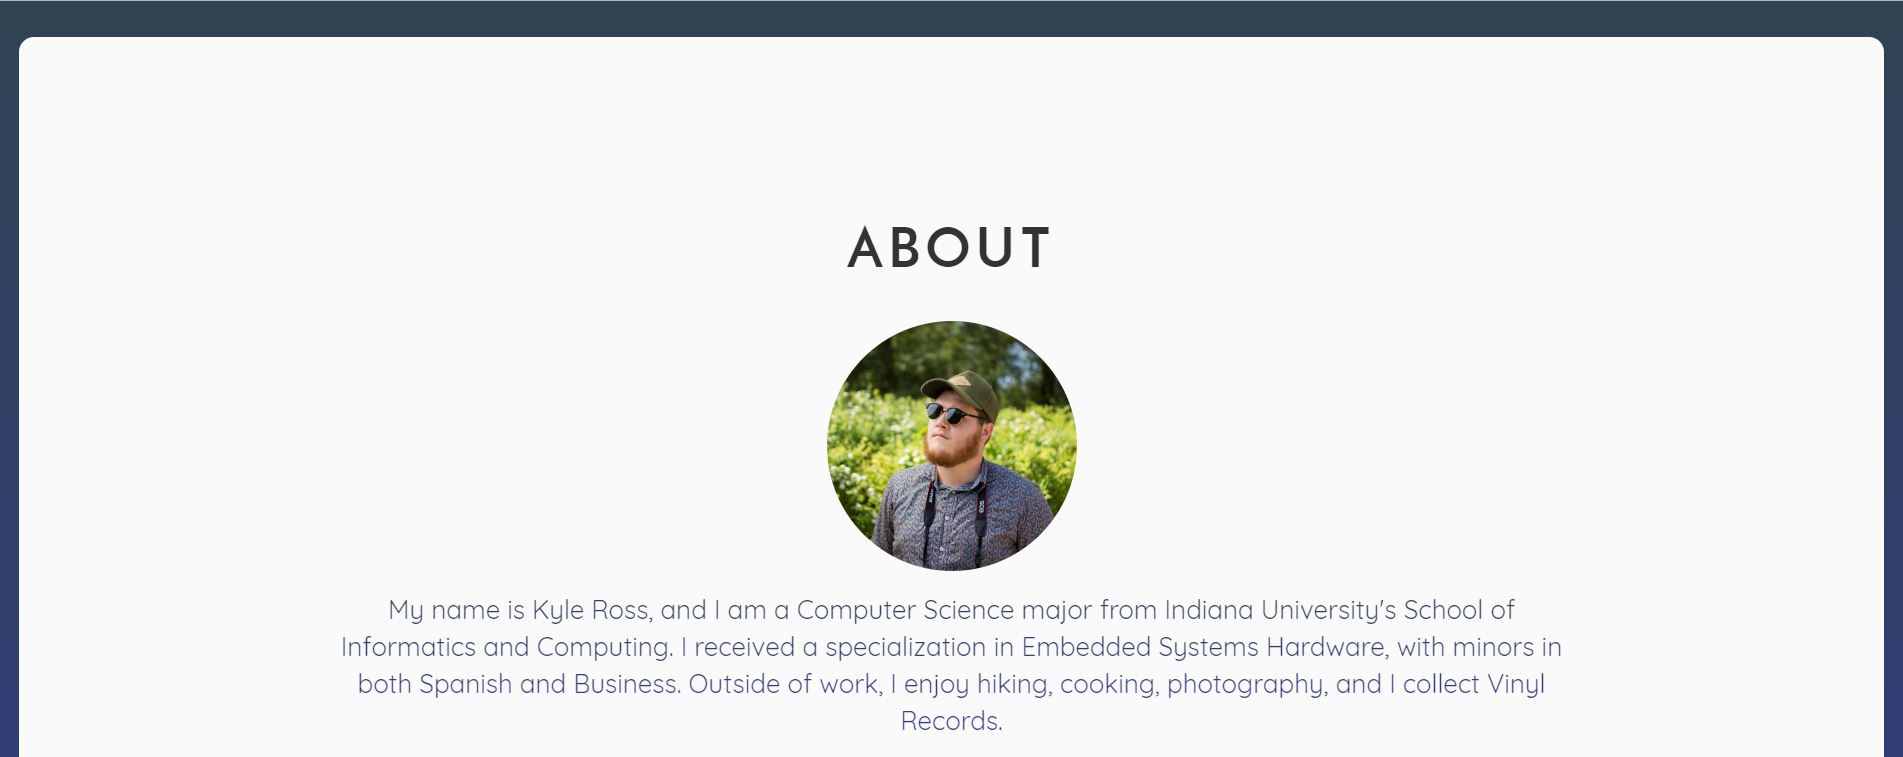 ABOUT
My name is Kyle Ross, and I am a Computer Science major from Indiana University's School of
Informatics and Computing. I received a specialization in Embedded Systems Hardware, with minors in
both Spanish and Business. Outside of work, I enjoy hiking, cooking, photography, and I collect Vinyl
Records.